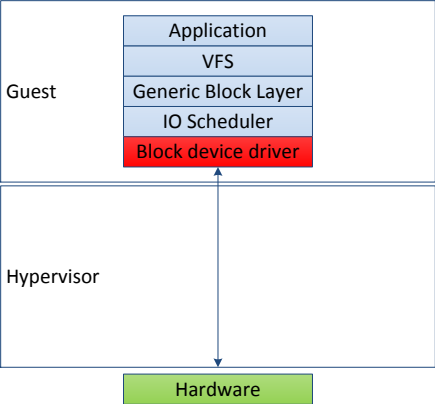 Application
VFS
Guest
Generic Block Layer
IO Scheduler
Block device driver
Hypervisor
Hardware